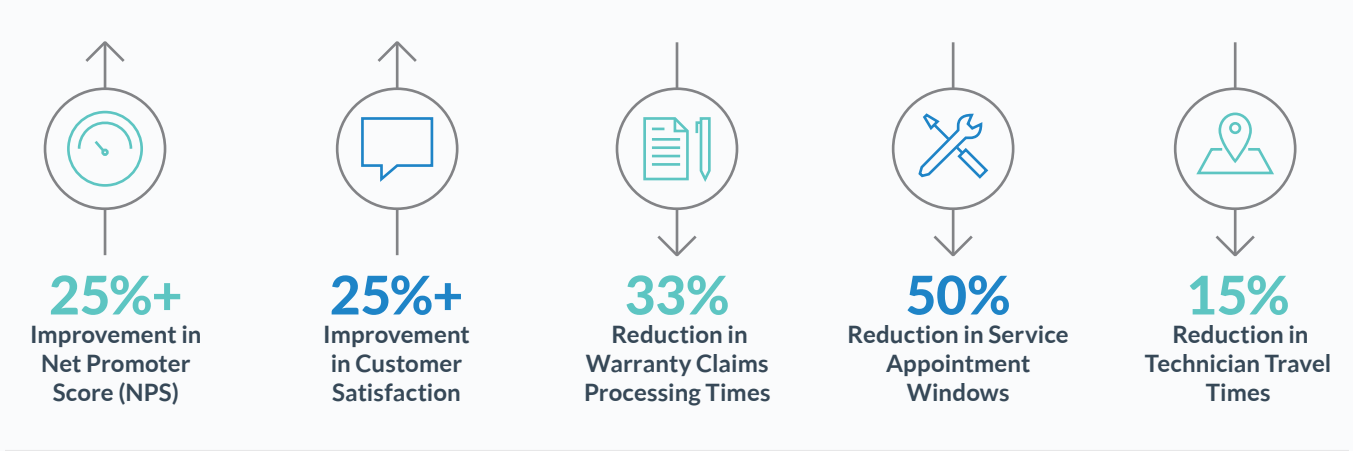 25%+
Improvement in
Net Promoter
Score (NPS)
25%+
Improvement
in Customer
Satisfaction
33%
Reduction in
Warranty Claims
Processing Times
50%
Reduction in Service
Appointment
Windows
15%
Reduction in
Technician Travel
Times